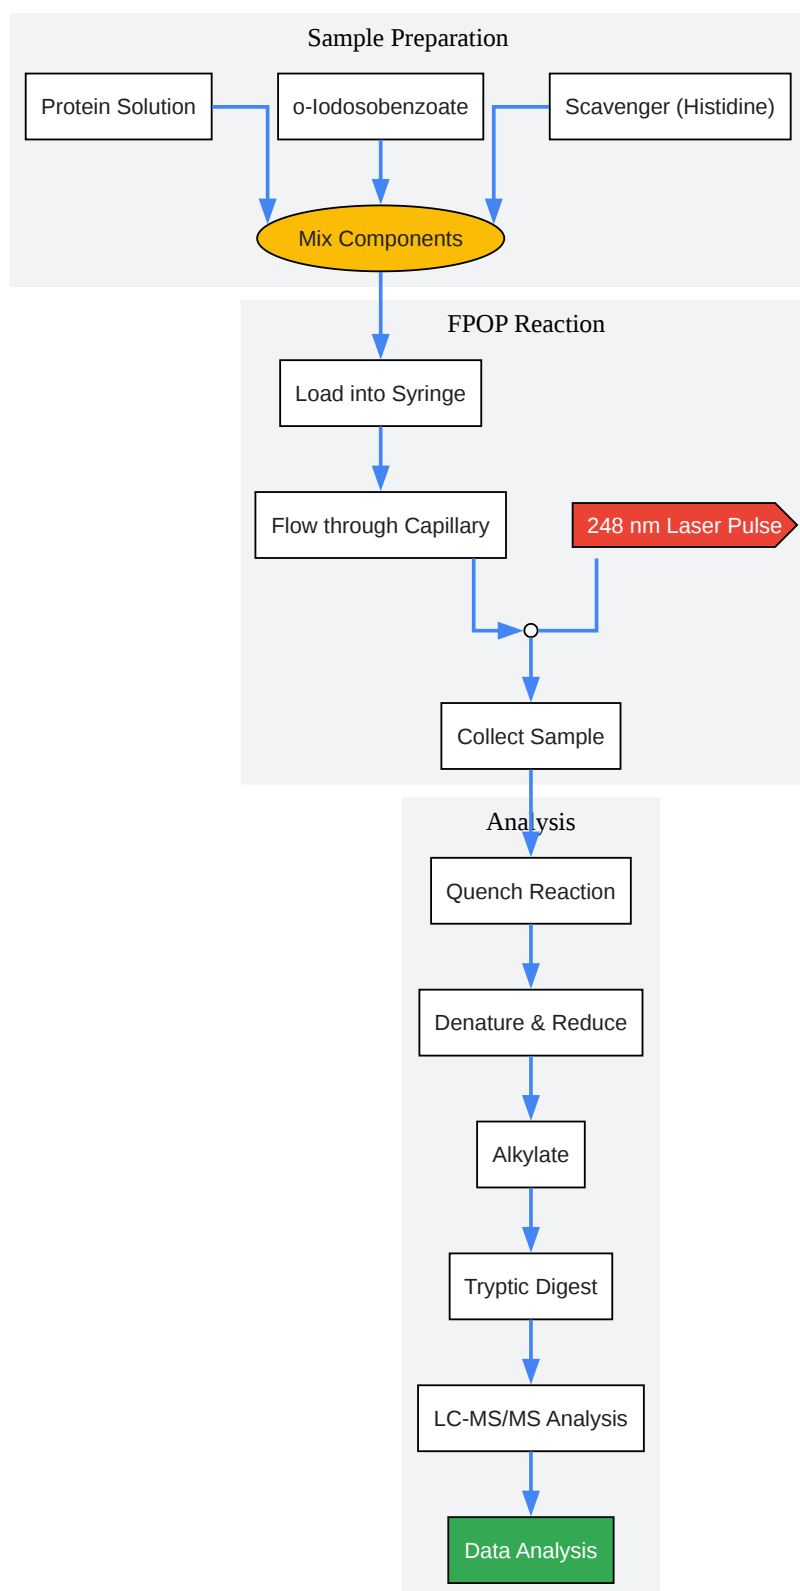 Sample Preparation
Protein Solution
o-Iodosobenzoate
Scavenger (Histidine)
Mix Components
FPOP Reaction
Load into Syringe
Flow through Capillary
248 nm Laser Pulse
Collect Sample
Analysis
Quench Reaction
Denature & Reduce
Alkylate
Tryptic Digest
LC-MS/MS Analysis
Data Analysis